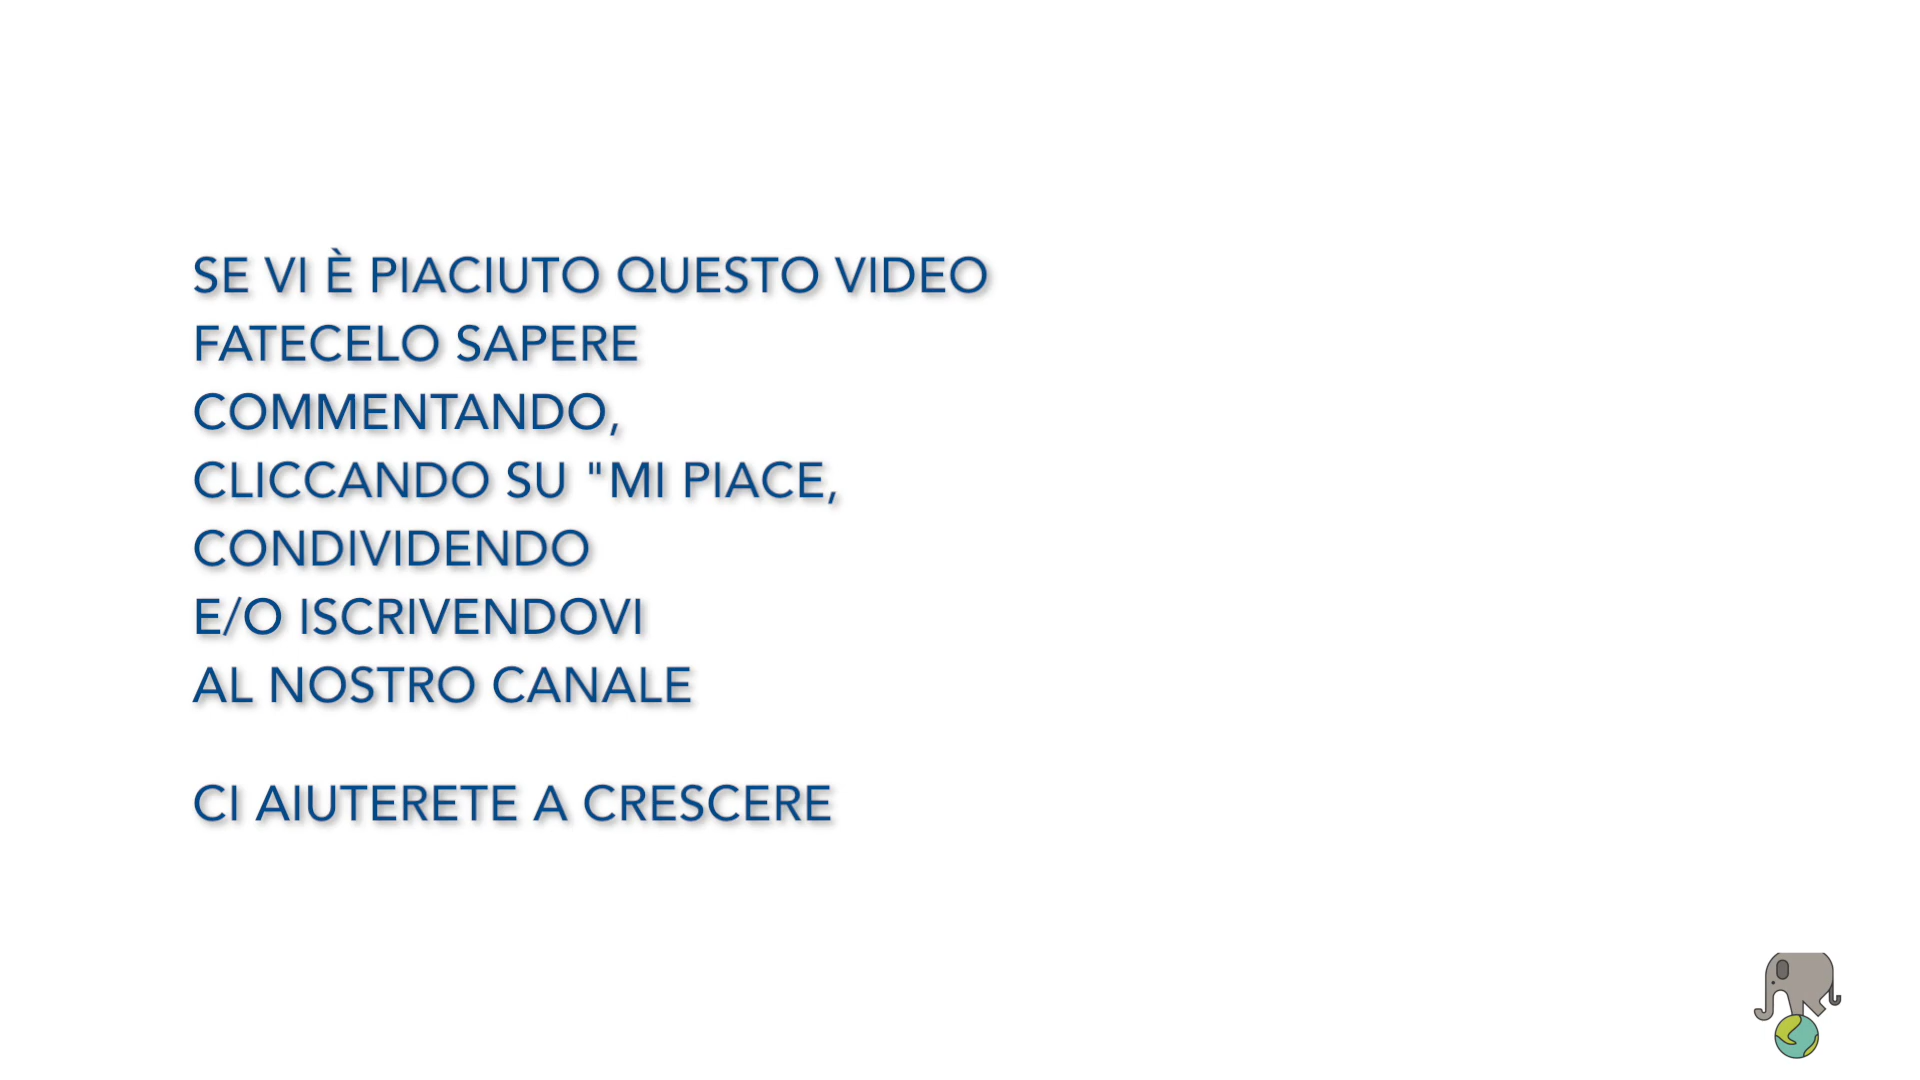 SE VI È PIACIUTO QUESTO VIDEO
FATECELO SAPERE
COMMENTANDO,
CLICCANDO SU "MI PIACE,
CONDIVIDENDO
E/O ISCRIVENDOVI
AL NOSTRO CANALE
CI AIUTERETE A CRESCERE